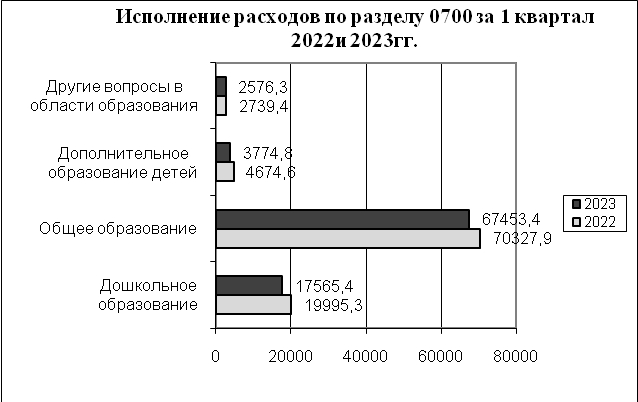 Исполнение расходов по разделу 0700 за 1 квартал
2022и 2023гг.
Другие вопросы в
области образования
2576,3
2739,4
Дополнительное
образование детей
3774,8
4674,6
Общее образование
67453,4
70327,9
Дошкольное
образование
17565,4
19995,3
0 20000 40000 60000 80000
2023
2022